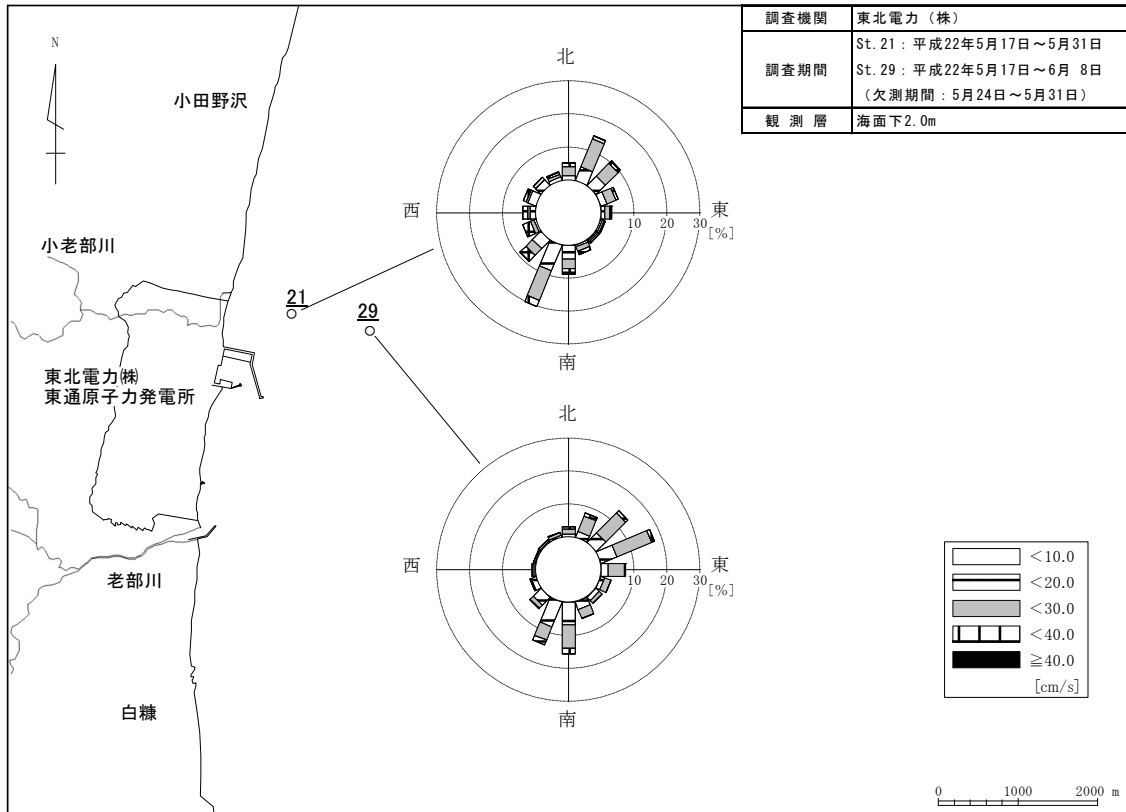 調査機関 東北電力（株）
調査期間 St.21：平成22年5月17日～5月31日
St.29：平成22年5月17日～6月 8日
（欠測期間：5月24日～5月31日）
観 測 層 海面下2.0m
N
小田野沢
小老部川
21
29
東北電力㈱
東通原子力発電所
老部川
白糠
北
西
東
10 20 30
[%]
南
北
西
東
10 20 30
[%]
南
＜10.0
＜20.0
＜30.0
＜40.0
≧40.0
[cm/s]
0 1000 2000 m